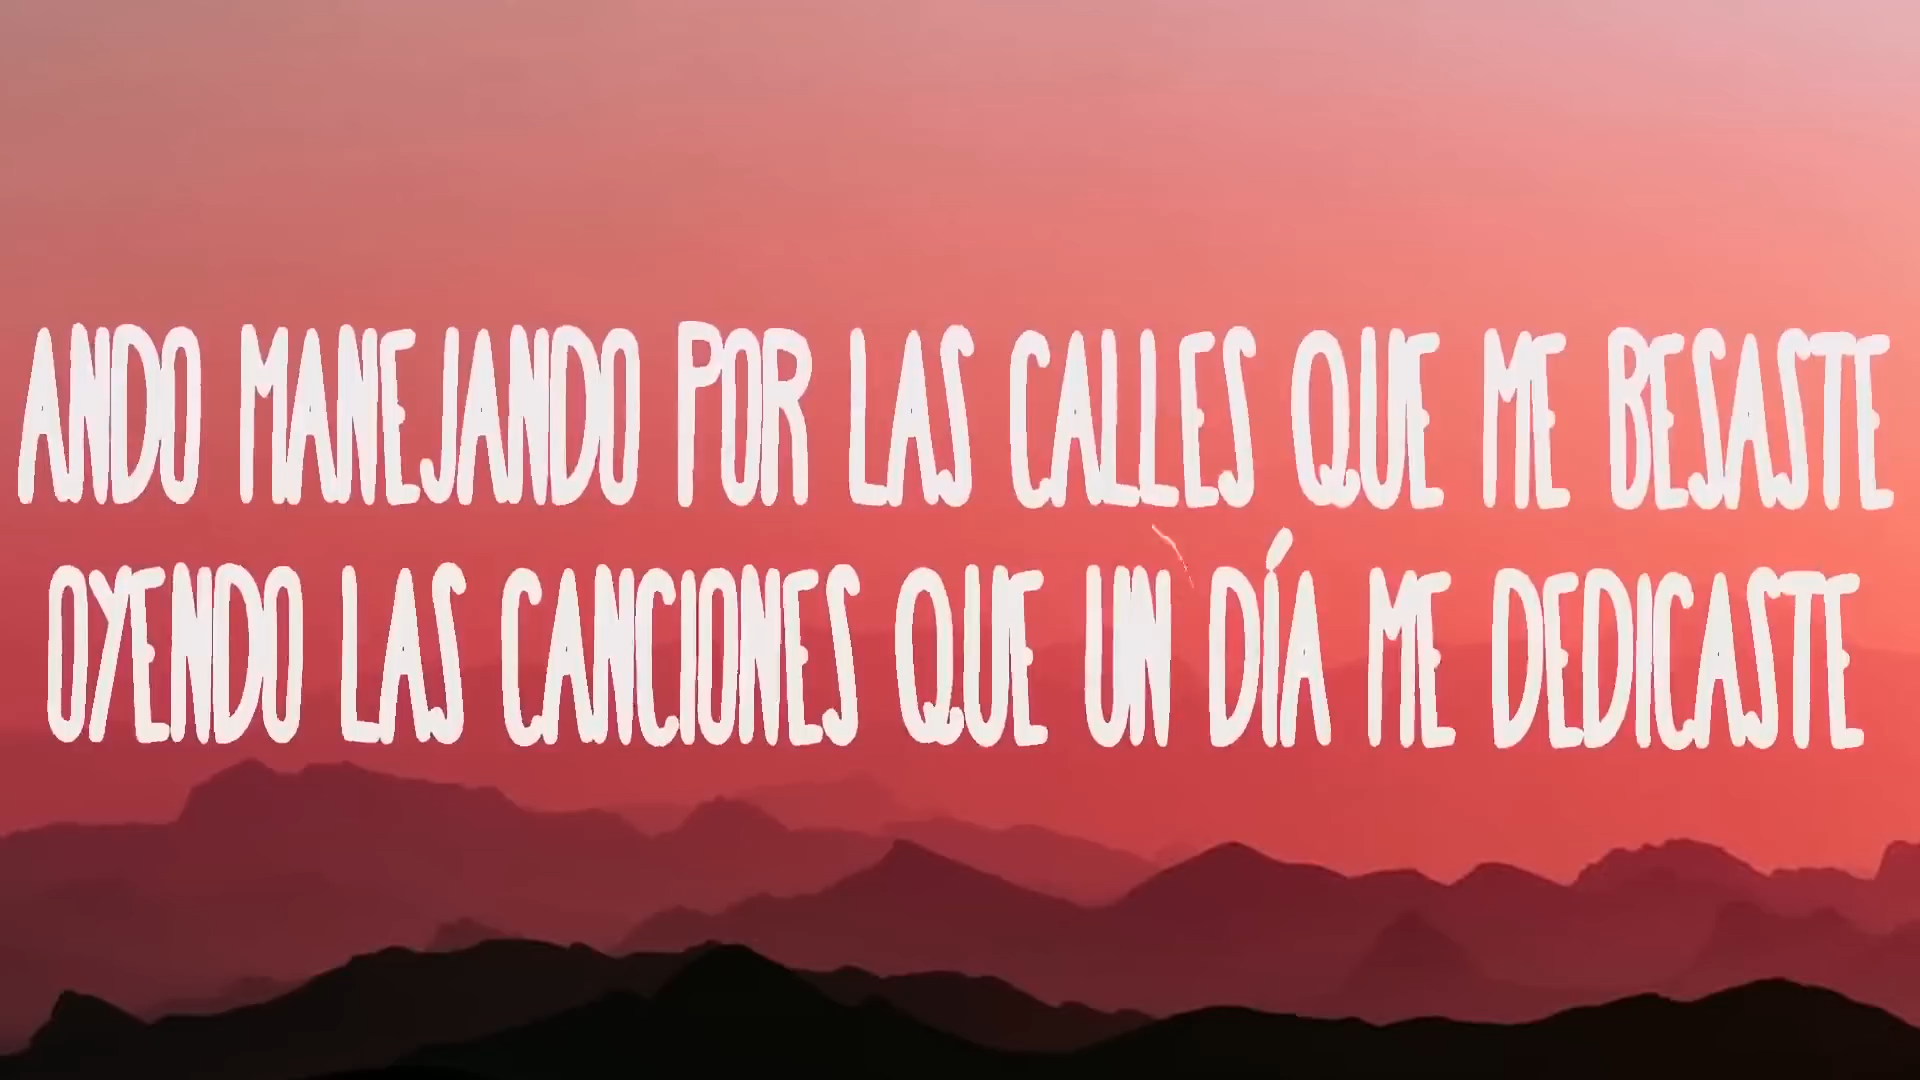 ANDO MANEJANDO POR LAS CALLES QUE ME BESASTE
OYENDO LAS CANCIONES QUE UN DÍA ME DEDICASTE